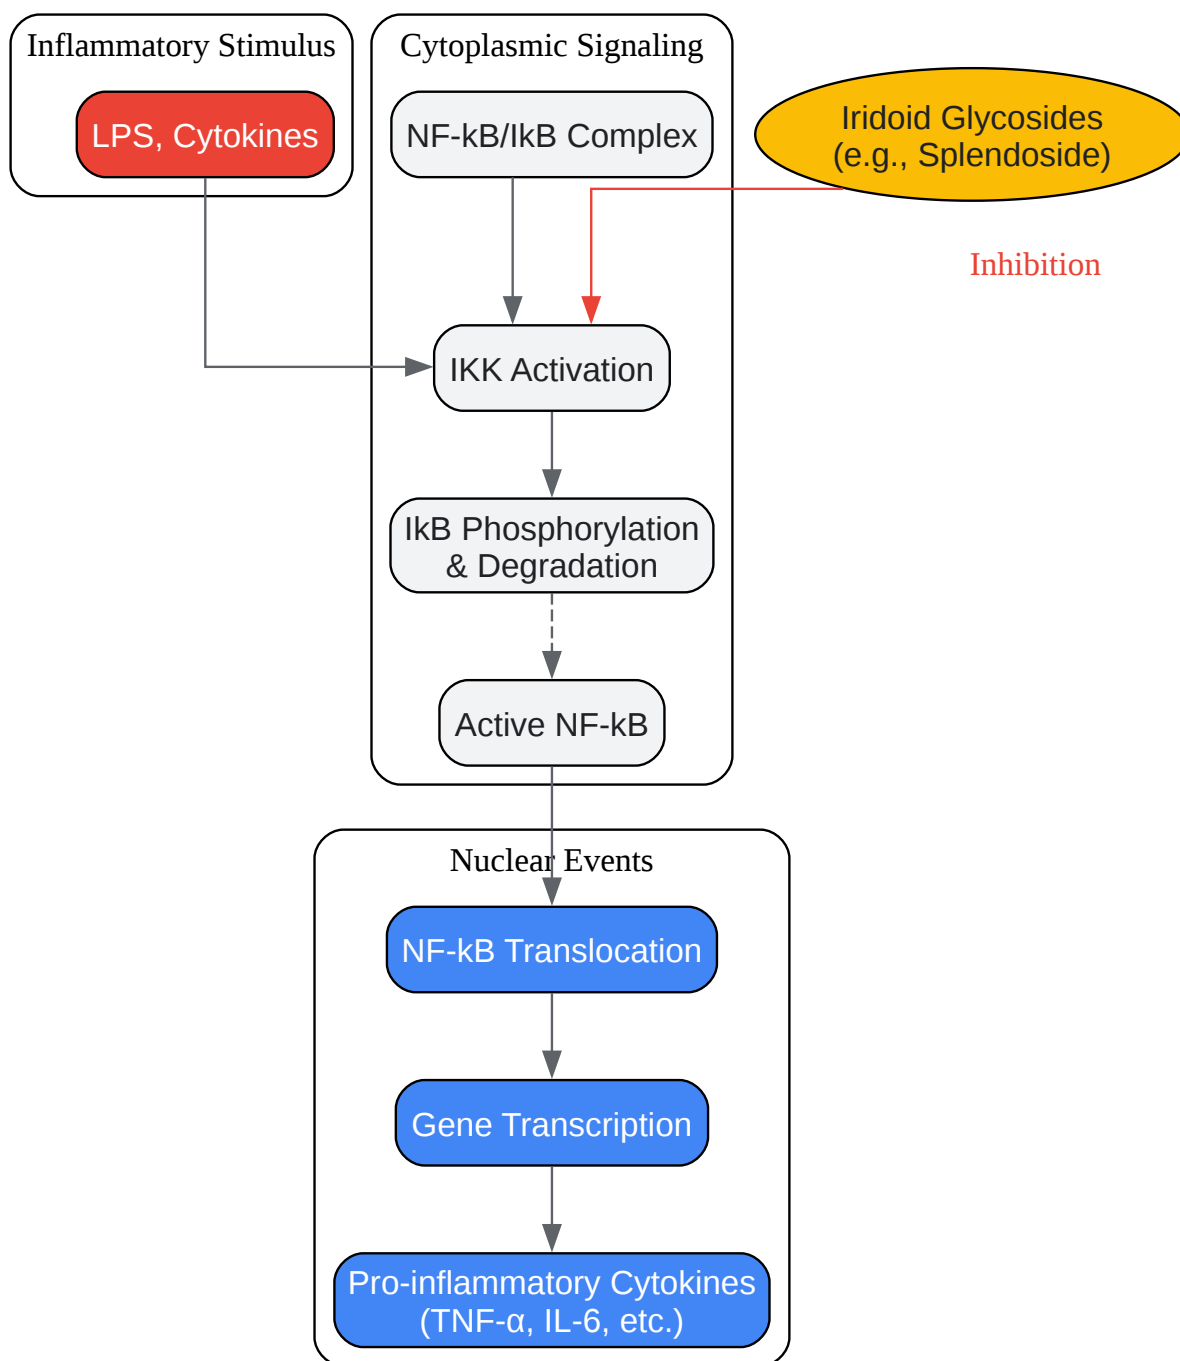 Inflammatory Stimulus
LPS, Cytokines
Cytoplasmic Signaling
NF-kB/IkB Complex
Iridoid Glycosides
(e.g., Splendoside)
Inhibition
IKK Activation
IkB Phosphorylation
& Degradation
Active NF-kB
Nuclear Events
NF-kB Translocation
Gene Transcription
Pro-inflammatory Cytokines
(TNF-α, IL-6, etc.)